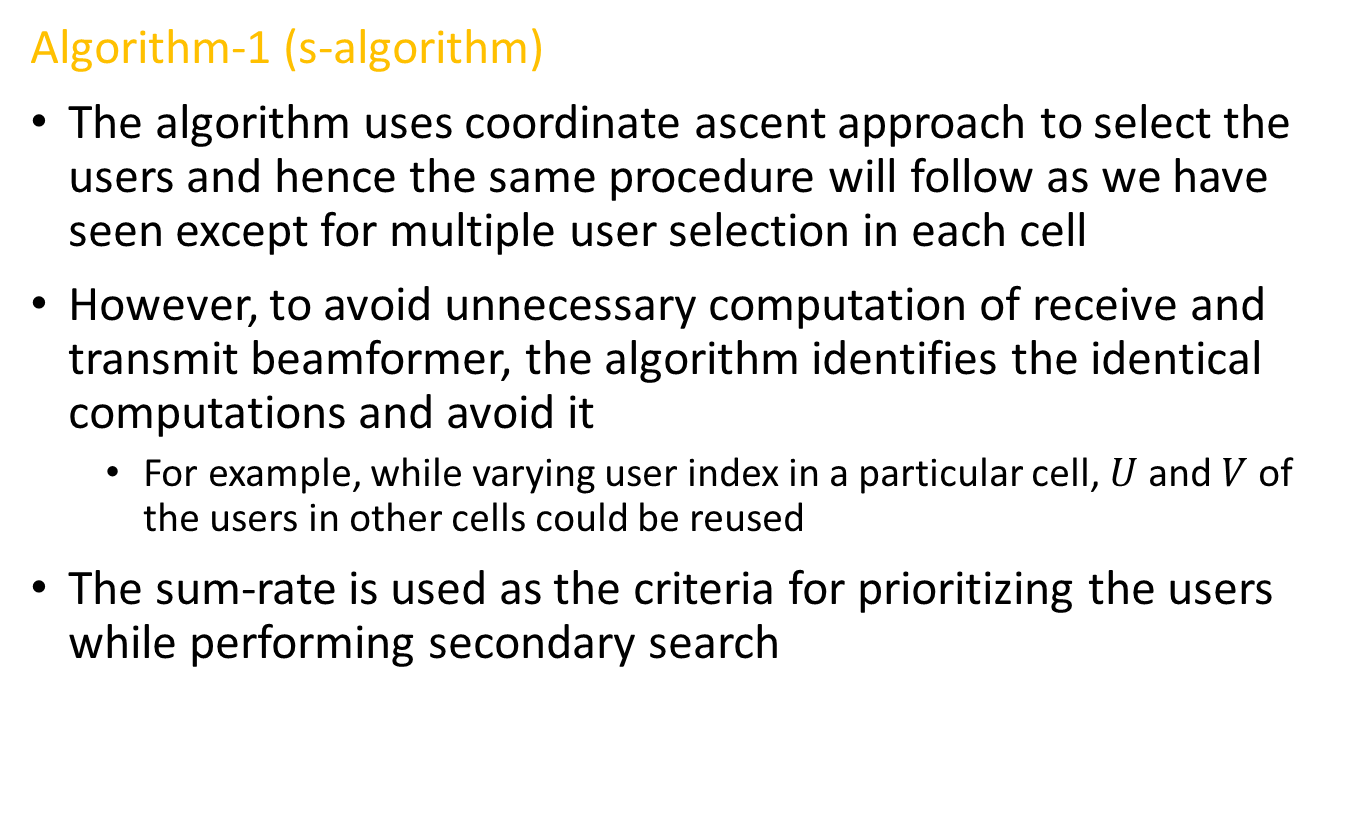 Algorithm-1 (s-algorithm)
• The algorithm uses coordinate ascent approach to select the
users and hence the same procedure will follow as we have
seen except for multiple user selection in each cell
• However, to avoid unnecessary computation of receive and
transmit beamformer, the algorithm identifies the identical
computations and avoid it
• For example, while varying user index in a particular cell, U and V of
the users in other cells could be reused
• The sum-rate is used as the criteria for prioritizing the users
while performing secondary search